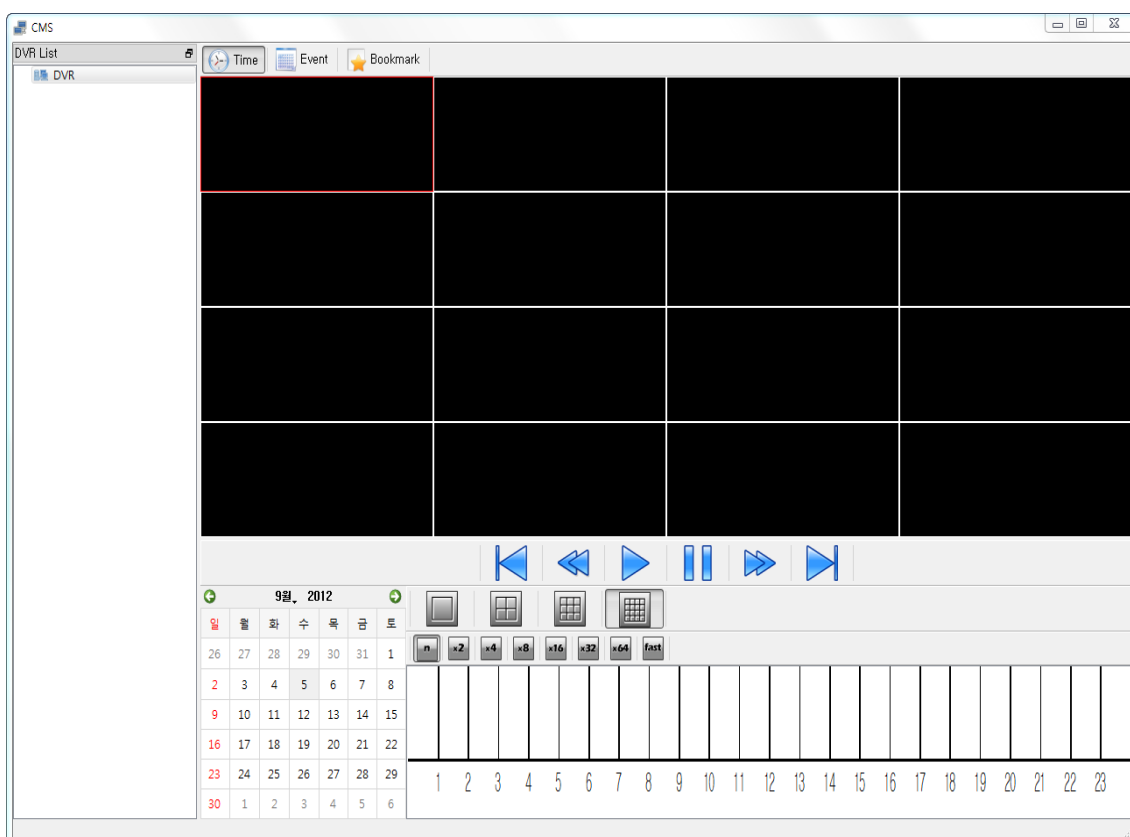 CMS
DVR List
DVR
Time Event Bookmark
9월 2012
일 월 화 수 목 금 토
26 27 28 29 30 31 1
2 3 4 5 6 7 8
9 10 11 12 13 14 15
16 17 18 19 20 21 22
23 24 25 26 27 28 29
30 1 2 3 4 5 6
n x2 x4 x8 x16 x32 x64 fast
1 2 3 4 5 6 7 8 9 10 11 12 13 14 15 16 17 18 19 20 21 22 23